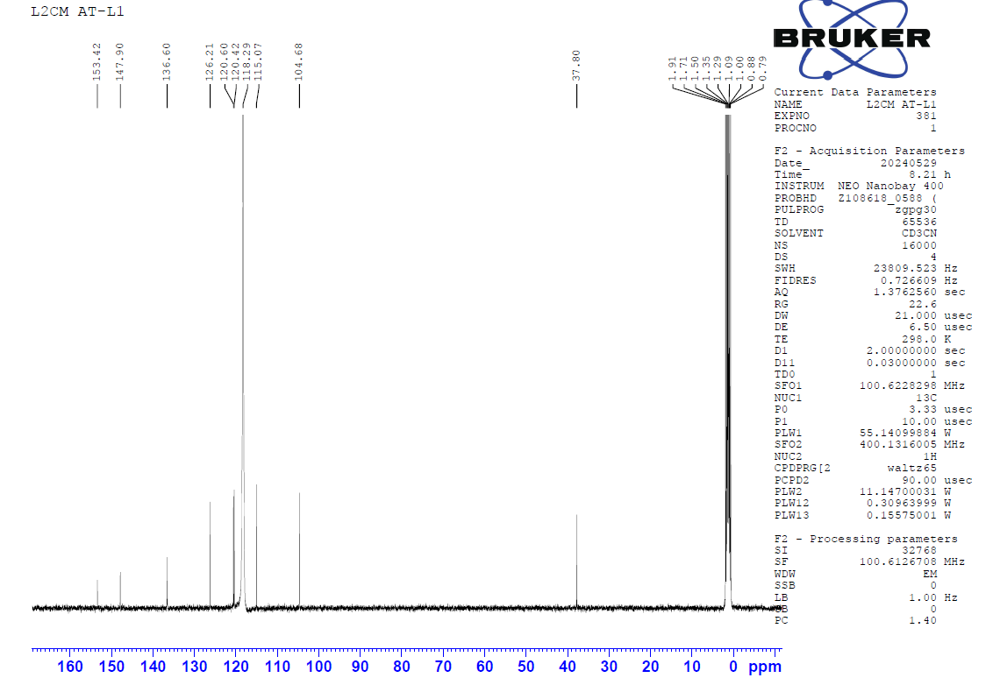 L2CM AT-L1
153.42
147.90
136.60
126.21
120.60
120.42
118.29
115.07
104.68
37.80
1.91
1.71
1.50
1.35
1.29
1.09
1.00
0.88
0.79
BRUKER
Current Data Parameters
NAME L2CM AT-L1
EXPNO 381
PROCNO 1
F2 - Acquisition Parameters
Date_ 20240529
Time 8.21 h
INSTRUM NEO Nanobay 400
PROBHD Z108618_0588 (
PULPROG zgpg30
TD 65536
SOLVENT CD3CN
NS 16000
DS 4
SWH 23809.523 Hz
FIDRES 0.726609 Hz
AQ 1.3762560 sec
RG 22.6
DW 21.000 usec
DE 6.50 usec
TE 298.0 K
D1 2.00000000 sec
D11 0.03000000 sec
TD0 1
SFO1 100.6228298 MHz
NUC1 13C
P0 3.33 usec
P1 10.00 usec
PLW1 55.14099884 W
SFO2 400.1316005 MHz
NUC2 1H
CPDPRG[2 waltz65
PCPD2 90.00 usec
PLW2 11.14700031 W
PLW12 0.30963999 W
PLW13 0.15575001 W
F2 - Processing parameters
SI 32768
SF 100.6126708 MHz
WDW EM
SSB 0
LB 1.00 Hz
GB 0
PC 1.40
160 150 140 130 120 110 100 90 80 70 60 50 40 30 20 10 0 ppm